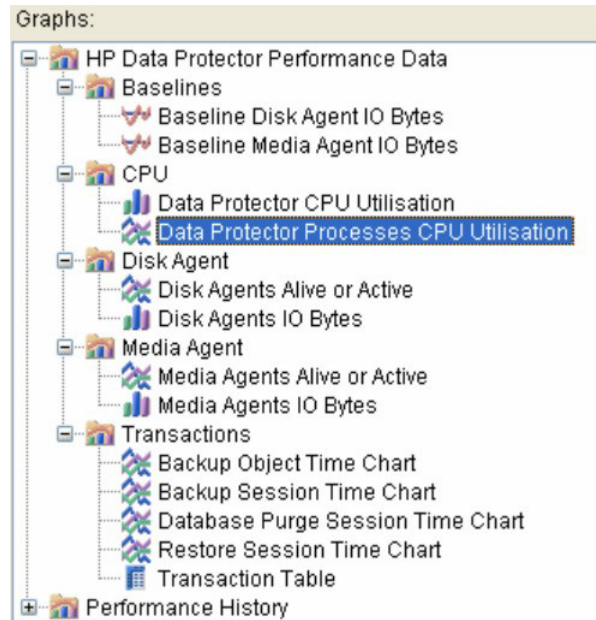 Graphs:
HP Data Protector Performance Data
Baselines
Baseline Disk Agent IO Bytes
Baseline Media Agent IO Bytes
CPU
Data Protector CPU Utilisation
Data Protector Processes CPU Utilisation
Disk Agent
Disk Agents Alive or Active
Disk Agents IO Bytes
Media Agent
Media Agents Alive or Active
Media Agents IO Bytes
Transactions
Backup Object Time Chart
Backup Session Time Chart
Database Purge Session Time Chart
Restore Session Time Chart
Transaction Table
Performance History